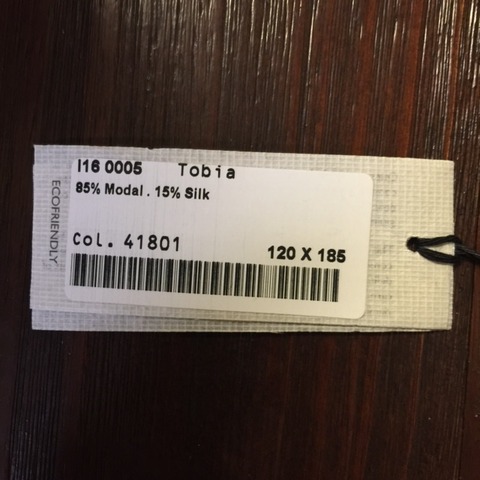 I16 0005 Tobia
85% Modal . 15% Silk
Col. 41801
120 X 185
ECOFRIENDLY